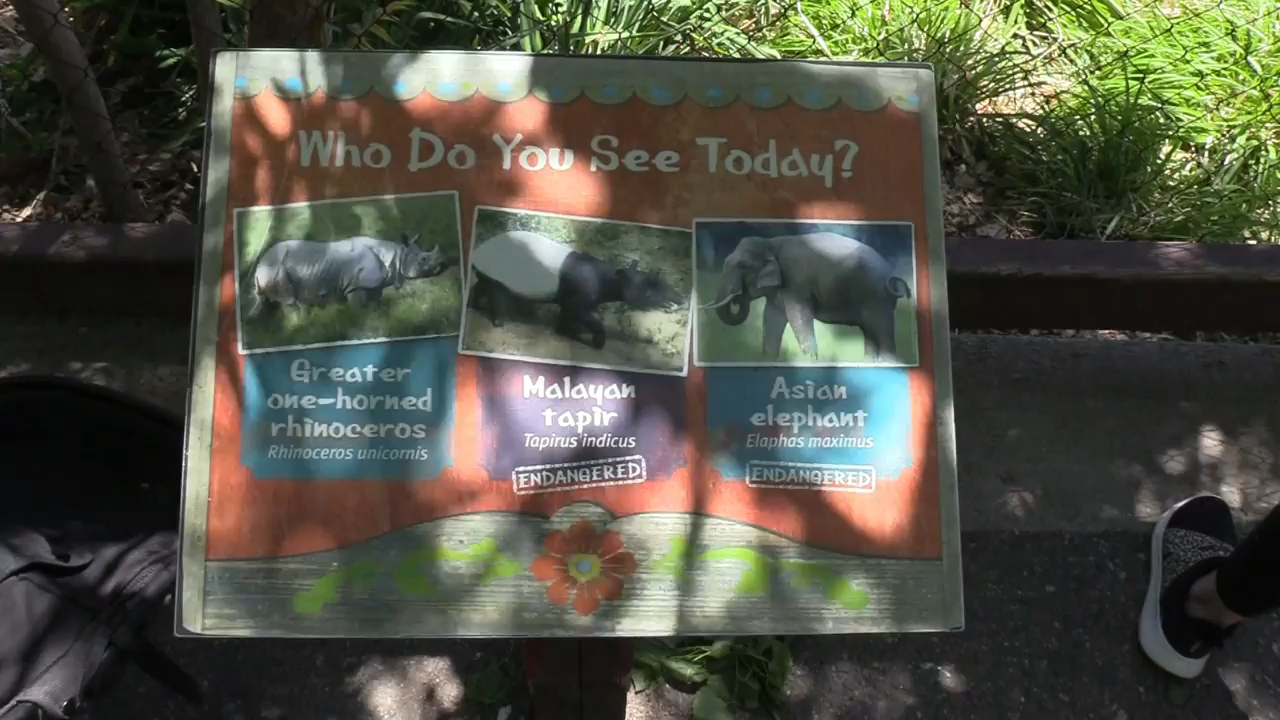 Who Do You See Today?
Greater
one-horned
rhinoceros
Rhinoceros unicornis
Malayan
tapir
Tapirus indicus
ENDANGERED
Asian
elephant
Elaphas maximus
ENDANGERED